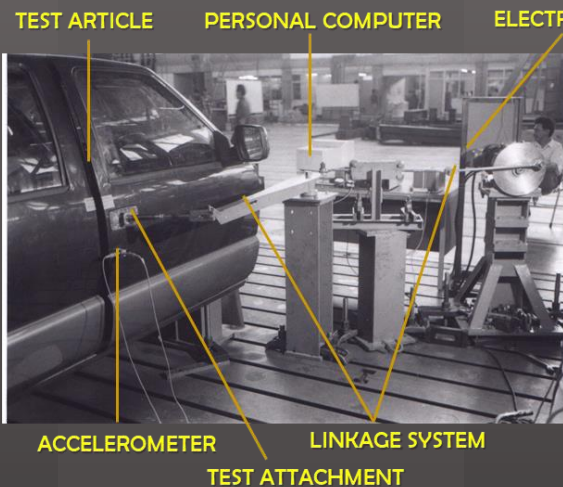 TEST ARTICLE
PERSONAL COMPUTER
ACCELEROMETER
LINKAGE SYSTEM
TEST ATTACHMENT